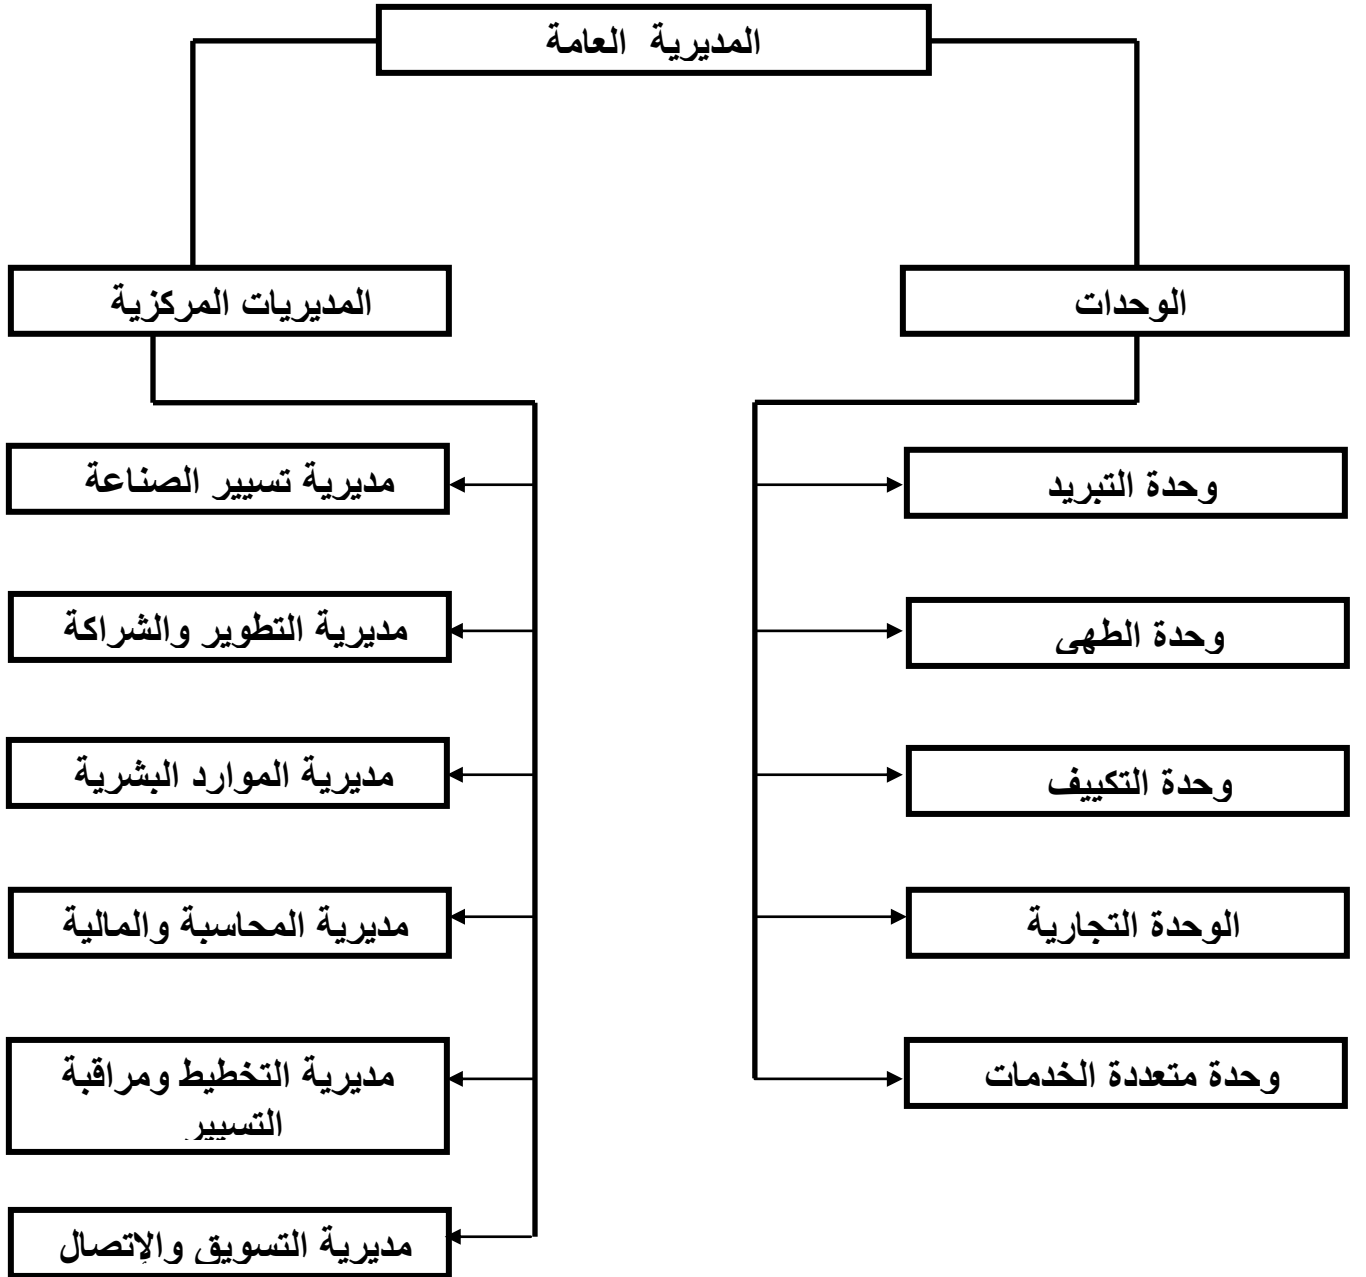 المديرية العامة
الوحدات
المديريات المركزية
وحدة التبريد
وحدة الطهى
وحدة التكييف
الوحدة التجارية
وحدة متعددة الخدمات
مديرية تسيير الصناعة
مديرية التطوير والشراكة
مديرية الموارد البشرية
مديرية المحاسبة والمالية
مديرية التخطيط ومراقبة
التسيير
مديرية التسويق والإتصال